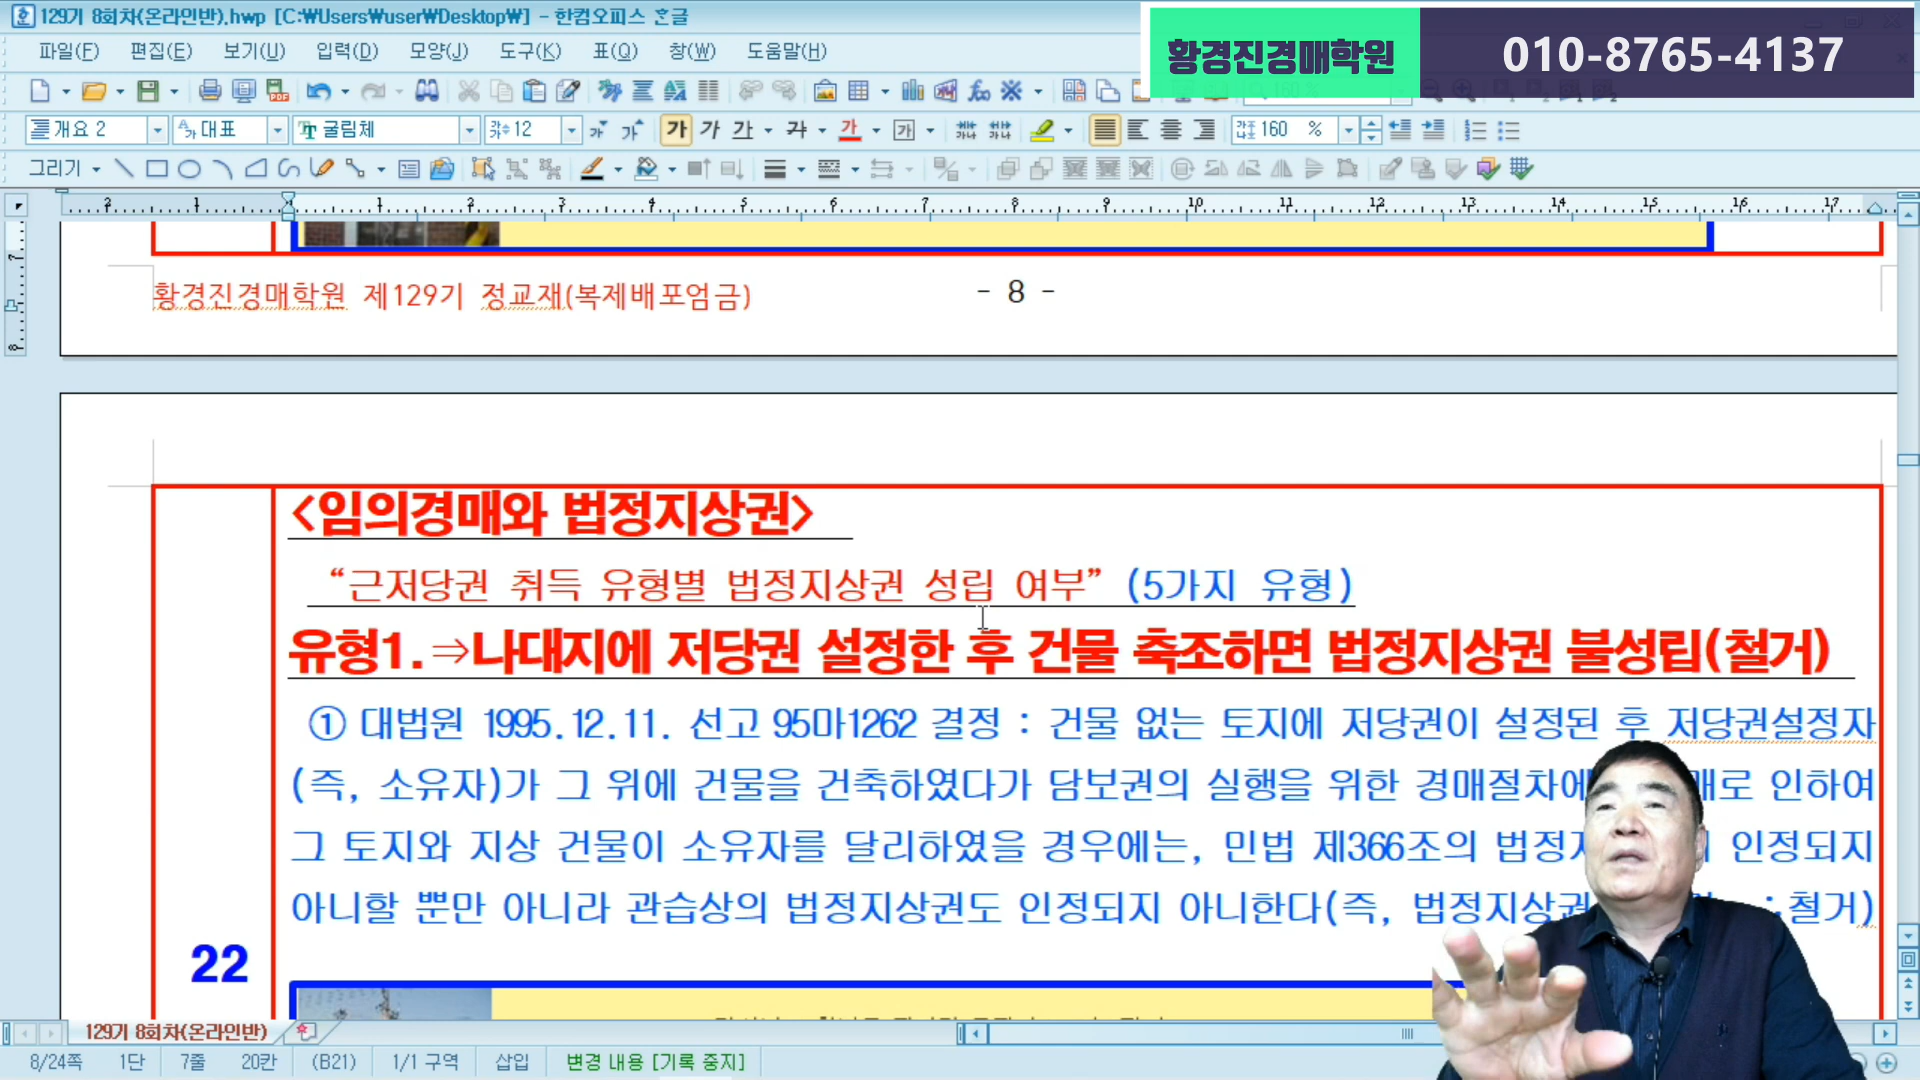 129기 8회차(온라인반).hwp [C:₩Users₩user₩Desktop₩] - 한컴오피스 한글
황경진경매학원 010-8765-4137
파일(F) 편집(E) 보기(U) 입력(D) 모양(J) 도구(K) 표(Q) 창(W) 도움말(H)
개요 2 대표 굴림체 12 가 가 가 가 가 가 160 %
그리기
황경진경매학원 제129기 정교재(복제배포엄금) - 8 -
<임의경매와 법정지상권>
“근저당권 취득 유형별 법정지상권 성립 여부” (5가지 유형)
유형1.⇒나대지에 저당권 설정한 후 건물 축조하면 법정지상권 불성립(철거)
① 대법원 1995.12.11. 선고 95마1262 결정 : 건물 없는 토지에 저당권이 설정된 후 저당권설정자
(즉, 소유자)가 그 위에 건물을 건축하였다가 담보권의 실행을 위한 경매절차에 로 인하여
그 토지와 지상 건물이 소유자를 달리하였을 경우에는, 민법 제366조의 법정 인정되지
아니할 뿐만 아니라 관습상의 법정지상권도 인정되지 아니한다(즉, 법정지상권 :철거)
22
129기 8회차(온라인반)
8/24쪽 1단 7줄 20칸 (B21) 1/1 구역 삽입 변경 내용 [기록 중지]